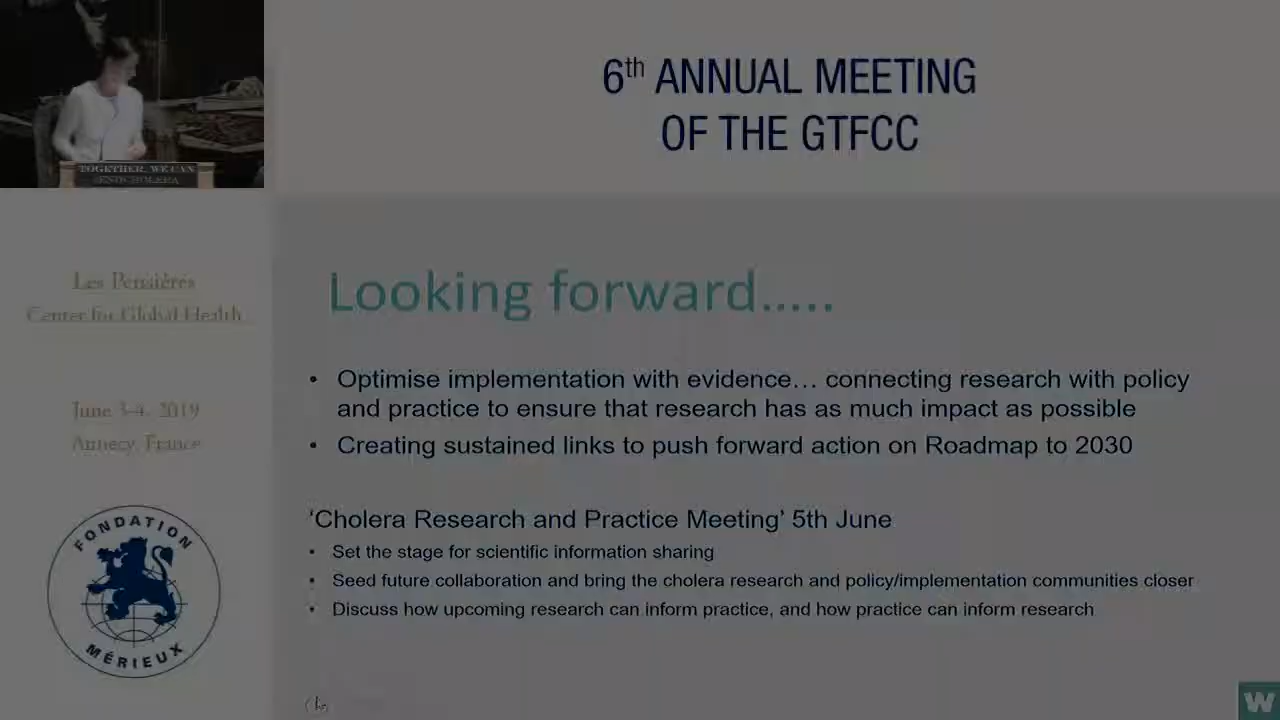 6th ANNUAL MEETING
OF THE GTFCC
TOGETHER, WE CAN
#ENDCHOLERA
Les Pensières
Center for Global Health
June 3-4, 2019
Annecy, France
FONDATION
MÉRIEUX
Looking forward.....
• Optimise implementation with evidence… connecting research with policy
and practice to ensure that research has as much impact as possible
• Creating sustained links to push forward action on Roadmap to 2030
‘Cholera Research and Practice Meeting’ 5th June
• Set the stage for scientific information sharing
• Seed future collaboration and bring the cholera research and policy/implementation communities closer
• Discuss how upcoming research can inform practice, and how practice can inform research
W